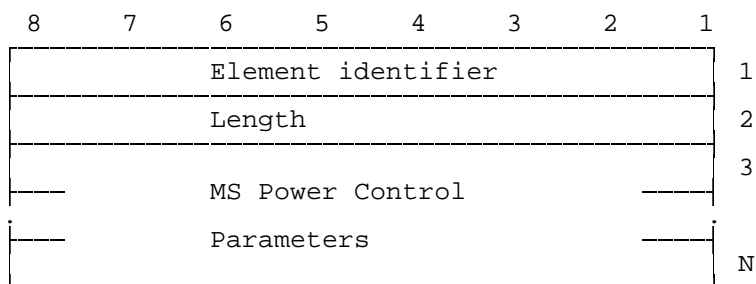 8 7 6 5 4 3 2 1
Element identifier 1
Length 2
3
MS Power Control
Parameters
N